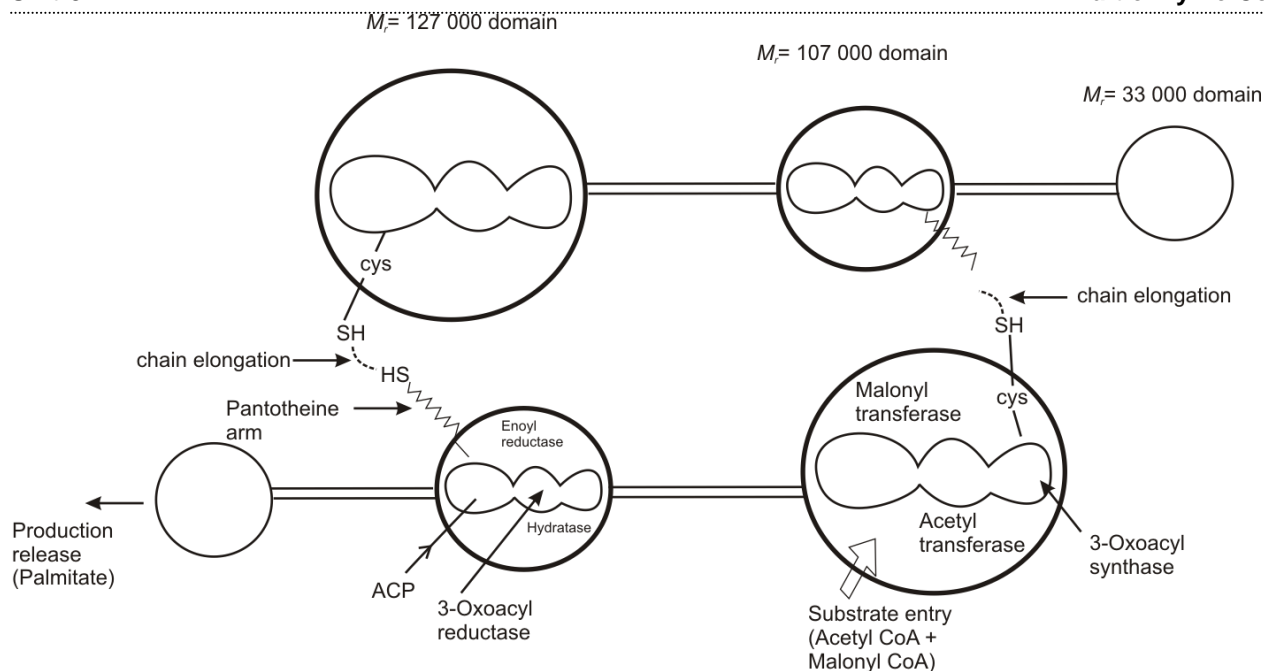 Mr= 127 000 domain
Mr= 107 000 domain
Mr= 33 000 domain
cys
SH
chain elongation
HS
Pantotheine
arm
chain elongation
SH
cys
Malonyl
transferase
Acetyl
transferase
3-Oxoacyl
synthase
Substrate entry
(Acetyl CoA +
Malonyl CoA)
Enoyl
reductase
Hydratase
ACP
3-Oxoacyl
reductase
Production
release
(Palmitate)